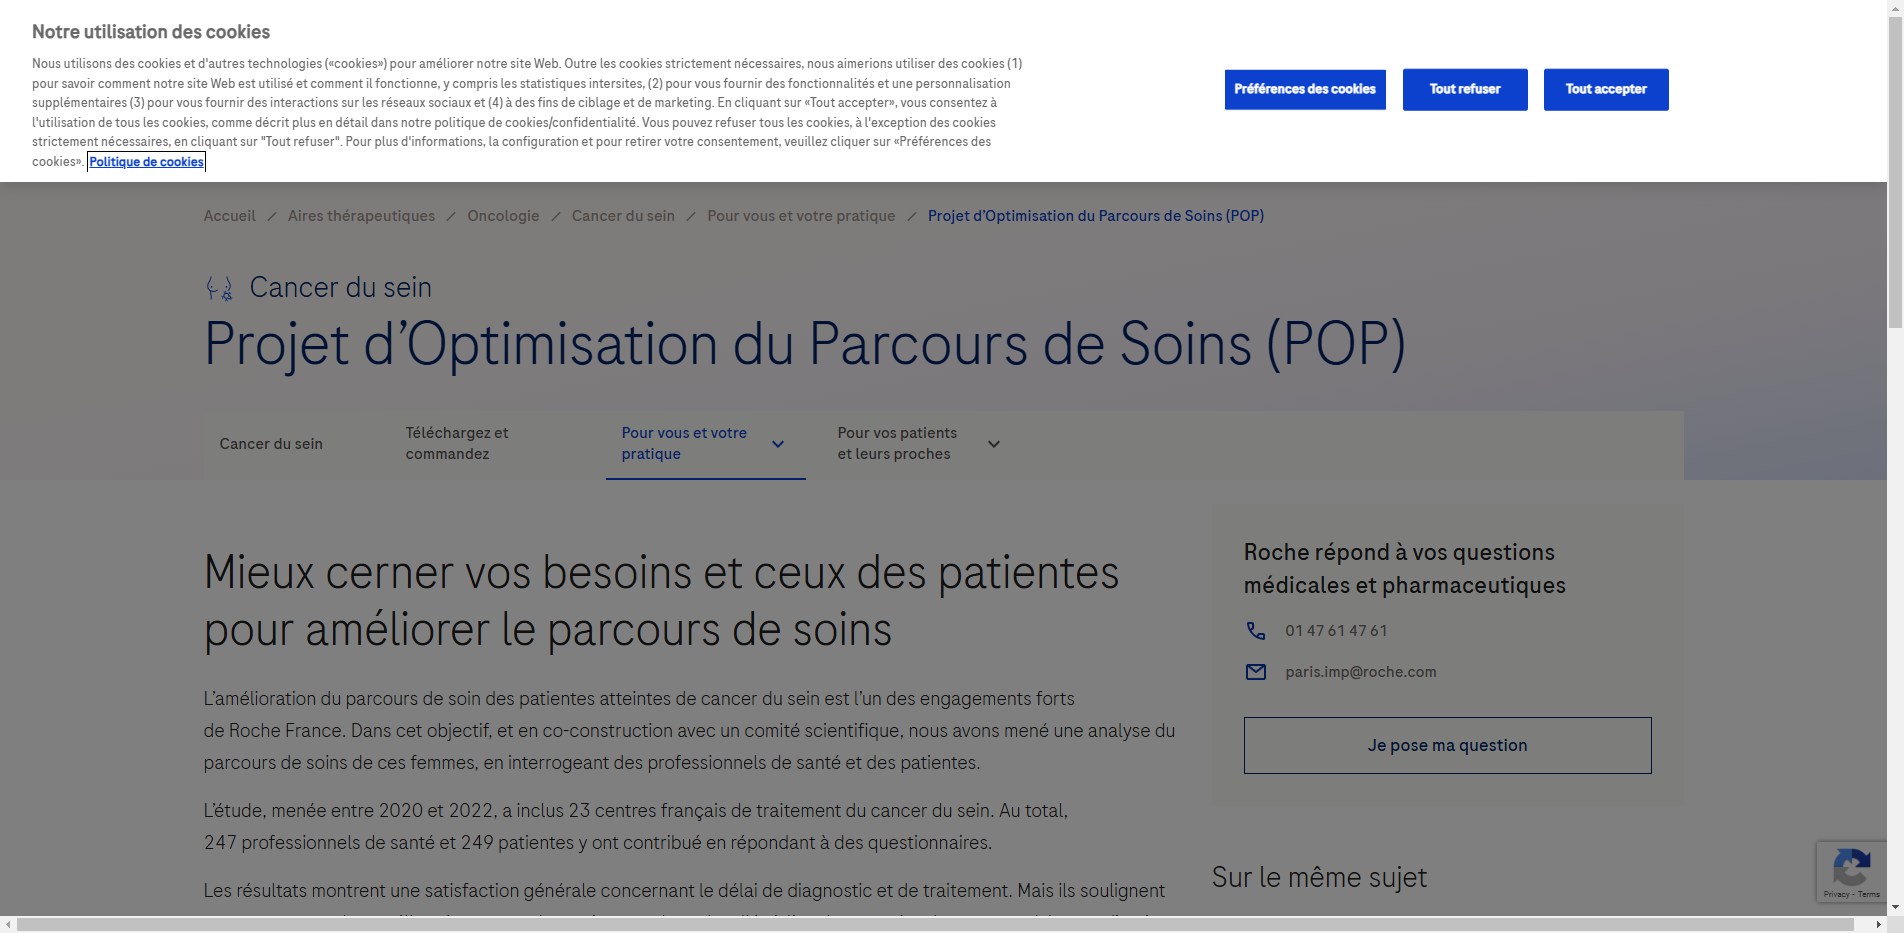 Notre utilisation des cookies
Nous utilisons des cookies et d'autres technologies («cookies») pour améliorer notre site Web. Outre les cookies strictement nécessaires, nous aimerions utiliser des cookies (1)
pour savoir comment notre site Web est utilisé et comment il fonctionne, y compris les statistiques intersites, (2) pour vous fournir des fonctionnalités et une personnalisation
supplémentaires (3) pour vous fournir des interactions sur les réseaux sociaux et (4) à des fins de ciblage et de marketing. En cliquant sur «Tout accepter», vous consentez à
l'utilisation de tous les cookies, comme décrit plus en détail dans notre politique de cookies/confidentialité. Vous pouvez refuser tous les cookies, à l'exception des cookies
strictement nécessaires, en cliquant sur "Tout refuser". Pour plus d'informations, la configuration et pour retirer votre consentement, veuillez cliquer sur «Préférences des
cookies». Politique de cookies
Préférences des cookies
Tout refuser
Tout accepter
Accueil / Aires thérapeutiques / Oncologie / Cancer du sein / Pour vous et votre pratique / Projet d’Optimisation du Parcours de Soins (POP)
Cancer du sein
Projet d’Optimisation du Parcours de Soins (POP)
Cancer du sein
Téléchargez et
commandez
Pour vous et votre
pratique
Pour vos patients
et leurs proches
Mieux cerner vos besoins et ceux des patientes
pour améliorer le parcours de soins
L’amélioration du parcours de soin des patientes atteintes de cancer du sein est l’un des engagements forts
de Roche France. Dans cet objectif, et en co-construction avec un comité scientifique, nous avons mené une analyse du
parcours de soins de ces femmes, en interrogeant des professionnels de santé et des patientes.
L’étude, menée entre 2020 et 2022, a inclus 23 centres français de traitement du cancer du sein. Au total,
247 professionnels de santé et 249 patientes y ont contribué en répondant à des questionnaires.
Les résultats montrent une satisfaction générale concernant le délai de diagnostic et de traitement. Mais ils soulignent
Roche répond à vos questions
médicales et pharmaceutiques
01 47 61 47 61
paris.imp@roche.com
Je pose ma question
Sur le même sujet
Privacy - Terms